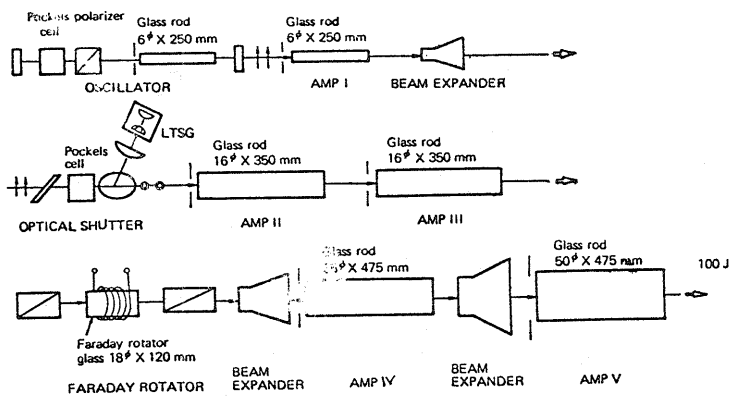 Pockels polarizer
cell
Glass rod
6ϕ X 250 mm
Glass rod
6ϕ X 250 mm
OSCILLATOR
AMP I
BEAM EXPANDER
LTSG
Pockels
cell
Glass rod
16ϕ X 350 mm
Glass rod
16ϕ X 350 mm
OPTICAL SHUTTER
AMP II
AMP III
Glass rod
X 475 mm
Glass rod
50ϕ X 475 mm
100 J
Faraday rotator
glass 18ϕ X 120 mm
FARADAY ROTATOR
BEAM
EXPANDER
AMP IV
BEAM
EXPANDER
AMP V